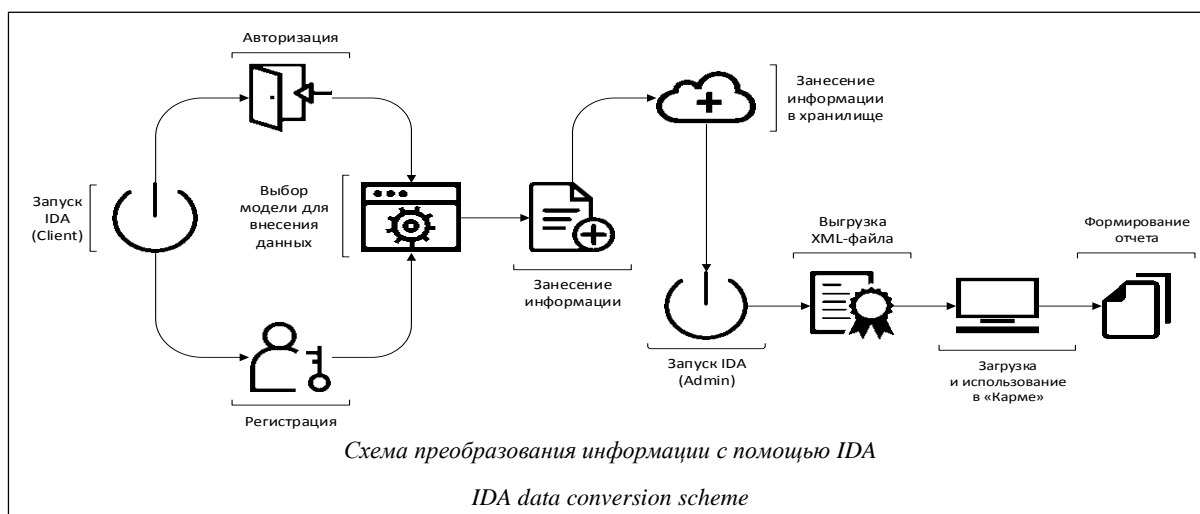 Авторизация
Запуск
IDA
(Client)
Регистрация
Выбор
модели для
внесения
данных
Занесение
информации
Занесение
информации
в хранилище
Запуск IDA
(Admin)
Выгрузка
XML-файла
Загрузка
и использование
в «Карме»
Формирование
отчета
Схема преобразования информации с помощью IDA
IDA data conversion scheme